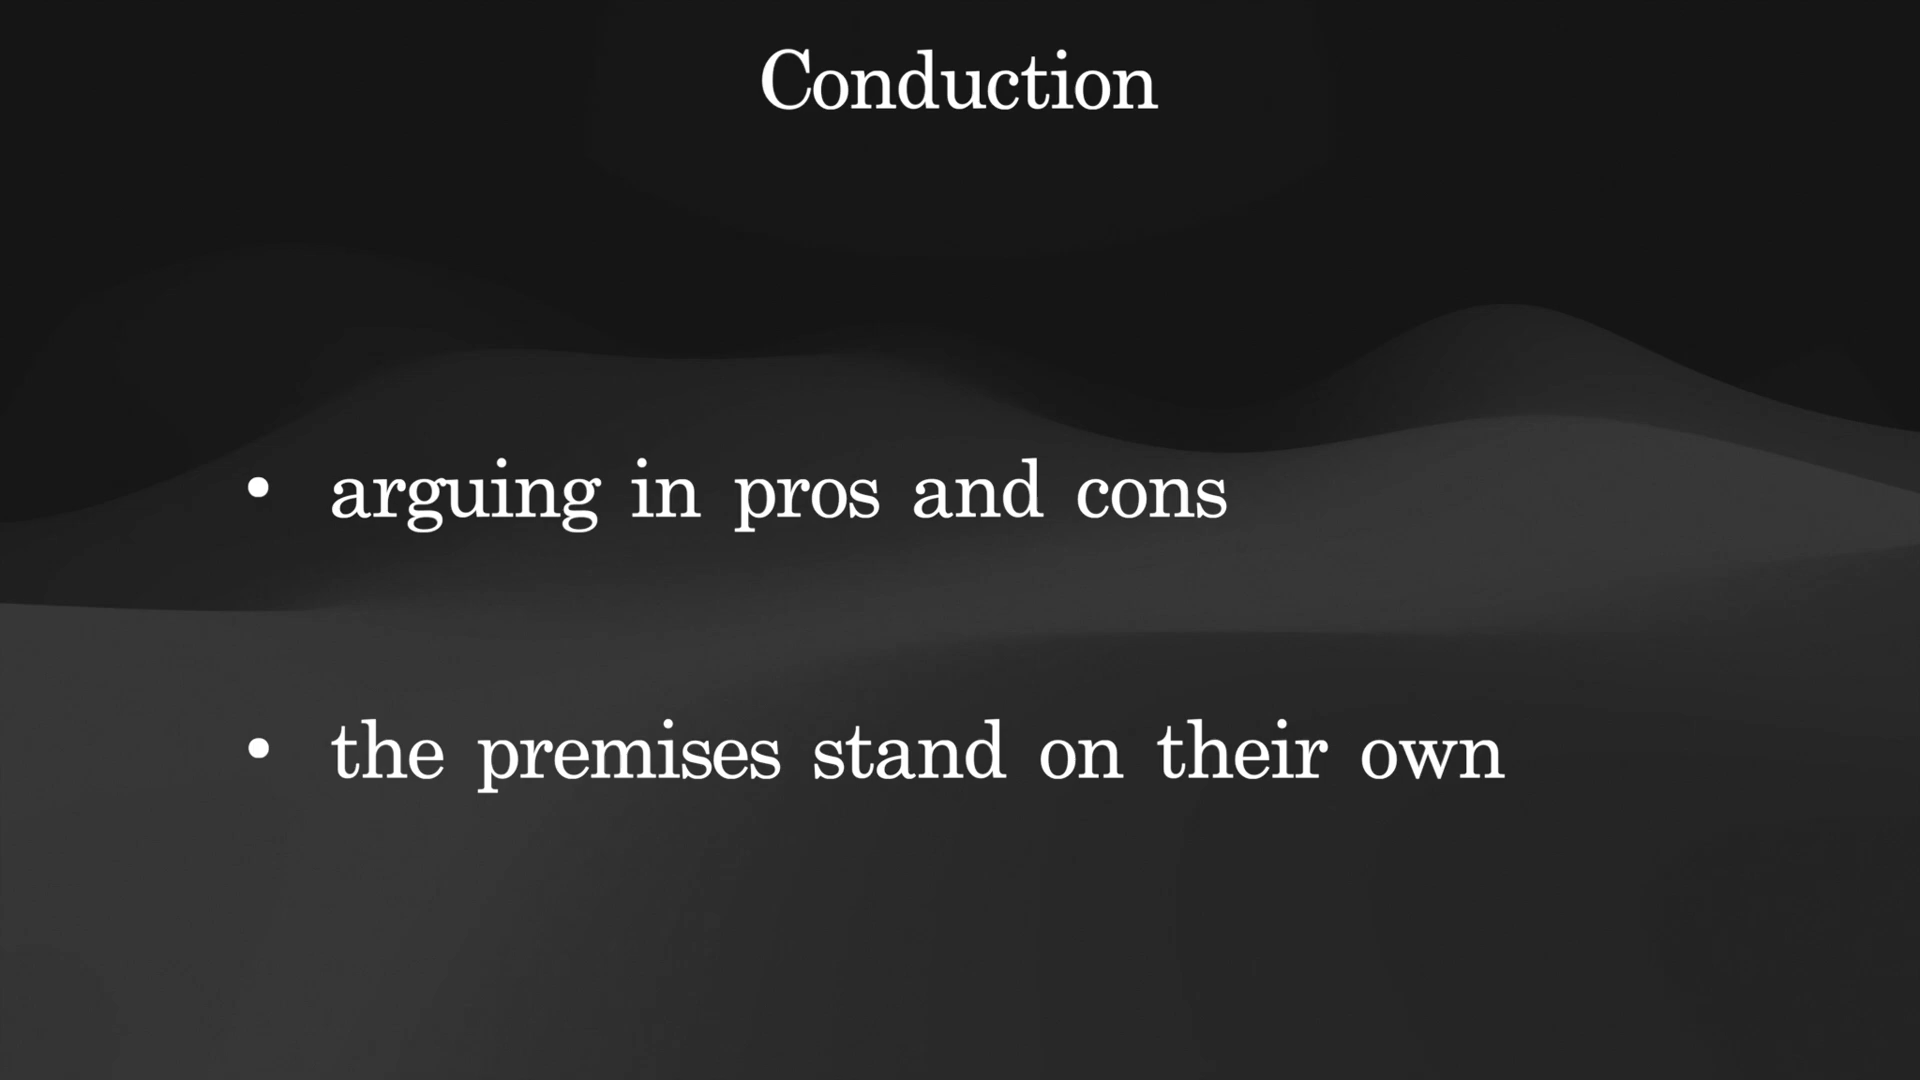 Conduction
• arguing in pros and cons
• the premises stand on their own